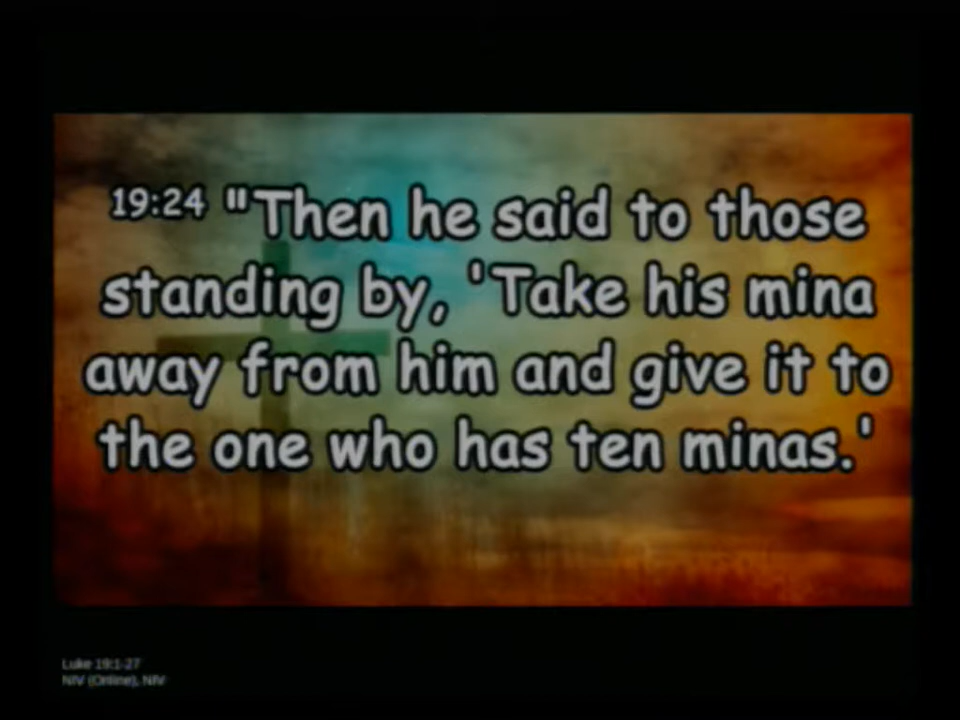 19:24 "Then he said to those
standing by, 'Take his mina
away from him and give it to
the one who has ten minas.'
Luke 19:1-27
NIV (Online), NIV